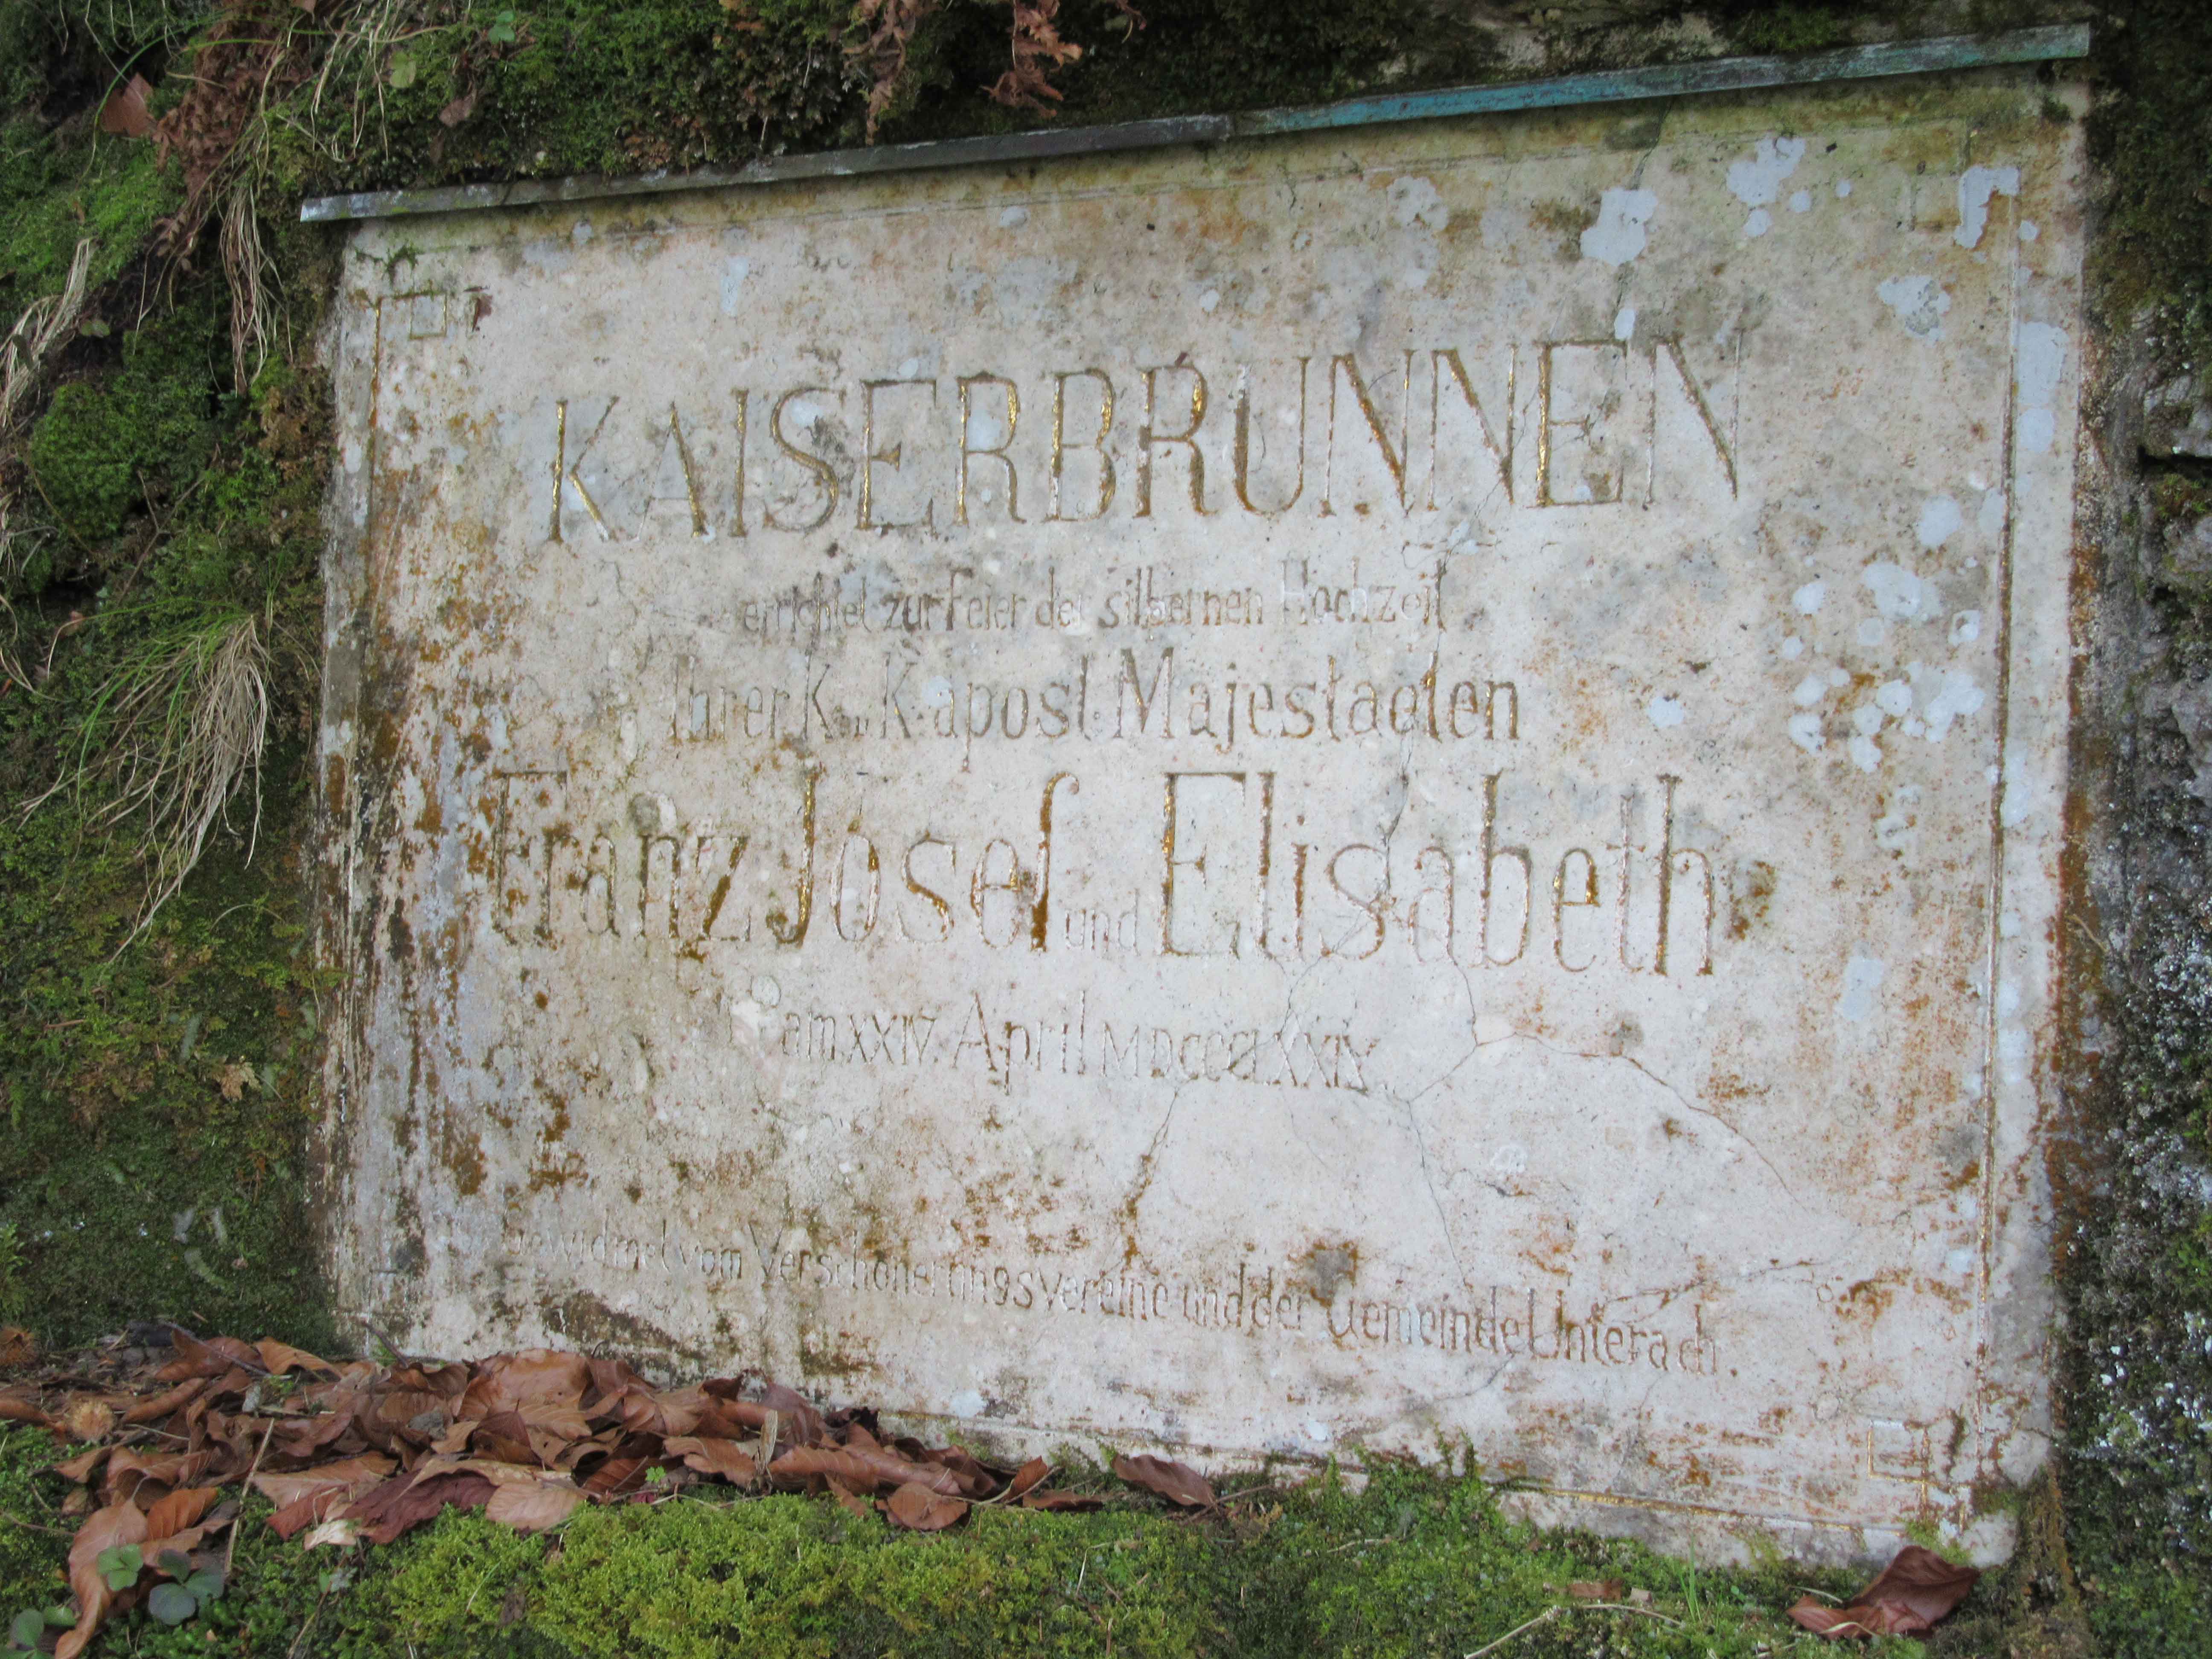 KAISERBRUNNEN
errichtet zur Feier der silbernen Hochzeit
Ihrer K. u. K. apost. Majestaeten
Franz Josef und Elisabeth
am XXIV. April MDCCCLXXIX.
gewidmet vom Verschönerungsvereine und der Gemeinde Unterach.